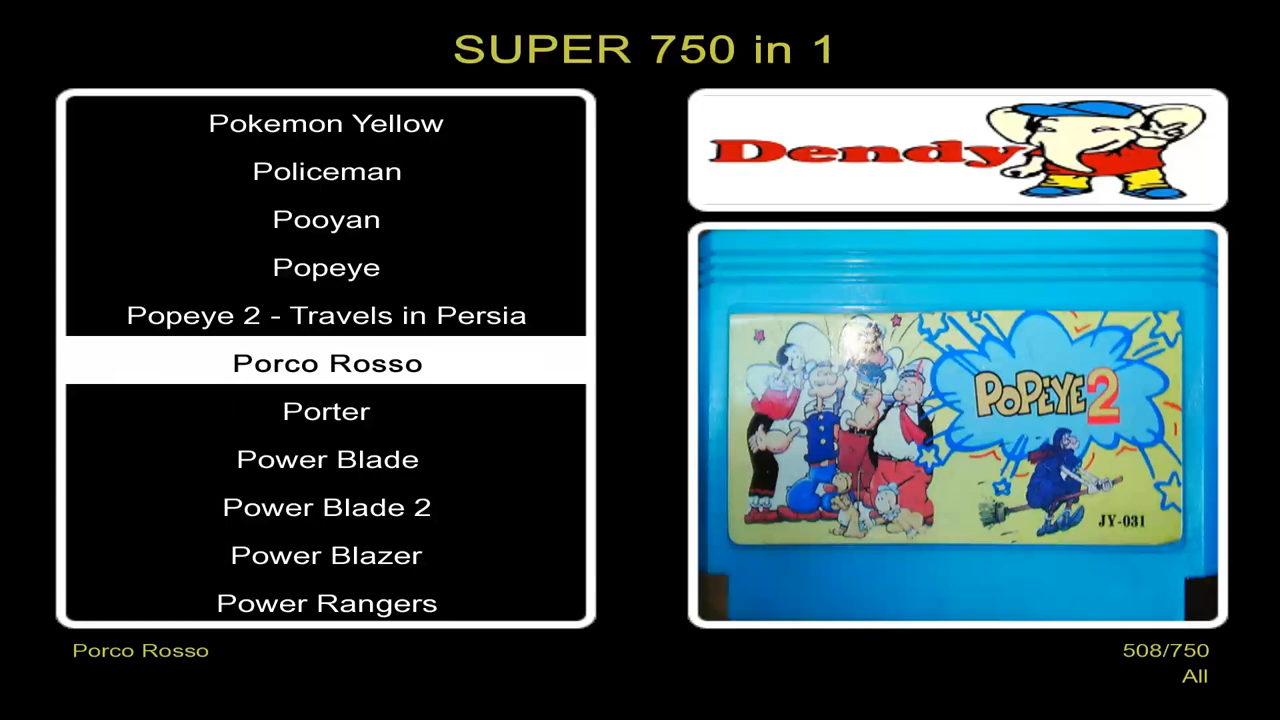 SUPER 750 in 1
Pokemon Yellow
Policeman
Pooyan
Popeye
Popeye 2 - Travels in Persia
Porco Rosso
Porter
Power Blade
Power Blade 2
Power Blazer
Power Rangers
Dendy
POPEYE 2
JY-031
Porco Rosso
508/750
All